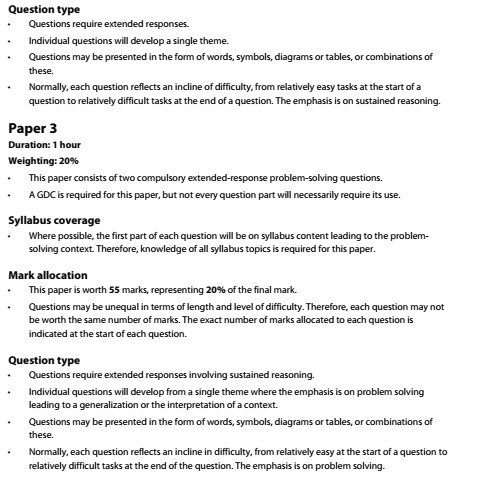 Question type
• Questions require extended responses.
• Individual questions will develop a single theme.
• Questions may be presented in the form of words, symbols, diagrams or tables, or combinations of
these.
• Normally, each question reflects an incline of difficulty, from relatively easy tasks at the start of a
question to relatively difficult tasks at the end of a question. The emphasis is on sustained reasoning.
Paper 3
Duration: 1 hour
Weighting: 20%
• This paper consists of two compulsory extended-response problem-solving questions.
• A GDC is required for this paper, but not every question part will necessarily require its use.
Syllabus coverage
• Where possible, the first part of each question will be on syllabus content leading to the problem-
solving context. Therefore, knowledge of all syllabus topics is required for this paper.
Mark allocation
• This paper is worth 55 marks, representing 20% of the final mark.
• Questions may be unequal in terms of length and level of difficulty. Therefore, each question may not
be worth the same number of marks. The exact number of marks allocated to each question is
indicated at the start of each question.
Question type
• Questions require extended responses involving sustained reasoning.
• Individual questions will develop from a single theme where the emphasis is on problem solving
leading to a generalization or the interpretation of a context.
• Questions may be presented in the form of words, symbols, diagrams or tables, or combinations of
these.
• Normally, each question reflects an incline in difficulty, from relatively easy at the start of a question to
relatively difficult tasks at the end of the question. The emphasis is on problem solving.